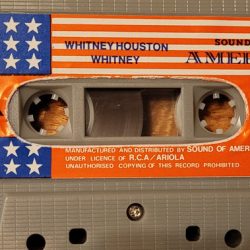 WHITNEY HOUSTON
WHITNEY
SOUND
AMER
MANUFACTURED AND DISTRIBUTED BY SOUND OF AMER
UNDER LICENCE OF R.C.A/ARIOLA
UNAUTHORISED COPYING OF THIS RECORD PROHIBITED